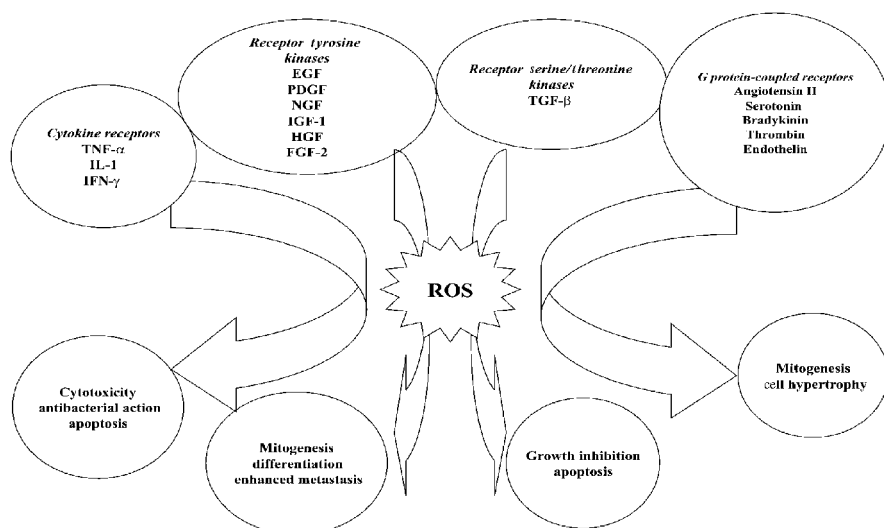 Receptor tyrosine
kinases
EGF
PDGF
NGF
IGF-1
HGF
FGF-2
Receptor serine/threonine
kinases
TGF-β
G protein-coupled receptors
Angiotensin II
Serotonin
Bradykinin
Thrombin
Endothelin
Cytokine receptors
TNF-α
IL-1
IFN-γ
ROS
Cytotoxicity
antibacterial action
apoptosis
Mitogenesis
differentiation
enhanced metastasis
Growth inhibition
apoptosis
Mitogenesis
cell hypertrophy